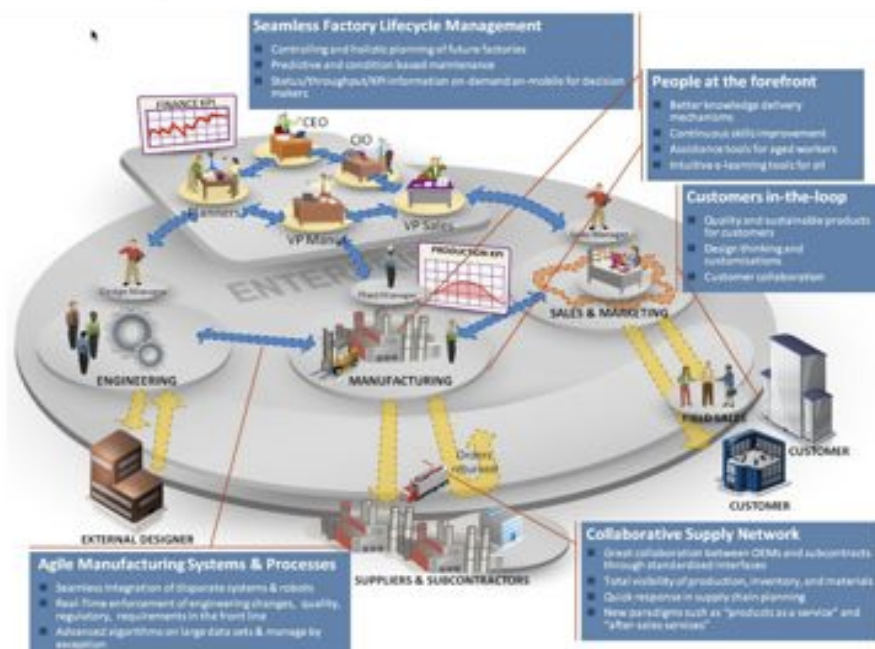 Seamless Factory Lifecycle Management
Controlling and holistic planning of future factories
Predictive and condition based maintenance
Status/throughput/KPI information on-demand on-mobile for decision
makers
People at the forefront
Better knowledge delivery
mechanisms
Continuous skills improvement
Assistance tools for aged workers
Intuitive e-learning tools for all
Customers in-the-loop
Quality and sustainable products for
customers
Design thinking and
customisations
Customer collaboration
FINANCE KPI
CEO
CIO
Planners
VP Manuf
VP Sales
ENTER
Design Manager
Plant Manager
Manager
PRODUCTION KPI
ENGINEERING
MANUFACTURING
SALES & MARKETING
FIELD SALES
CUSTOMER
CUSTOMER
EXTERNAL DESIGNER
Orders
SUPPLIERS & SUBCONTRACTORS
Agile Manufacturing Systems & Processes
Seamless Integration of disparate systems & robots
Real-Time enforcement of engineering changes, quality,
regulatory, requirements in the front line
Advanced algorithms on large data sets & manage by
exception
Collaborative Supply Network
Great collaboration between OEMs and subcontracts
through standardised interfaces
Total visibility of production, inventory, and materials
Quick response in supply chain planning
New paradigms such as "products as a service" and
"after-sales services"